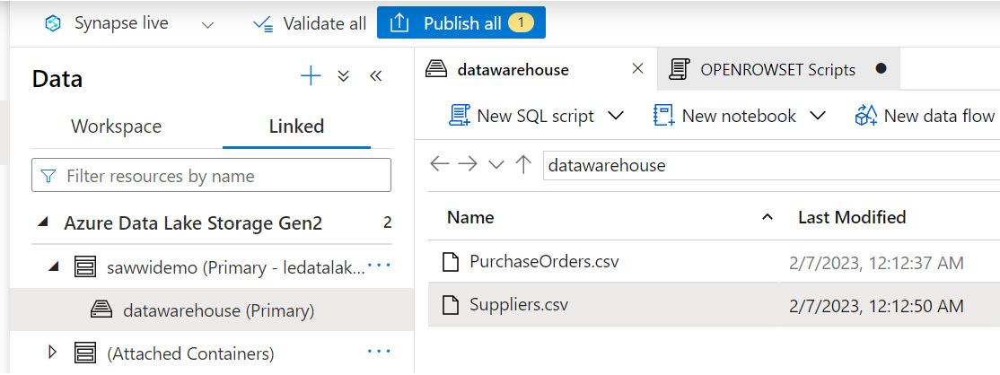 Synapse live
Validate all
Publish all 1
Data
Workspace
Linked
Filter resources by name
Azure Data Lake Storage Gen2 2
sawwidemo (Primary - ledatalak...
datawarehouse (Primary)
(Attached Containers)
datawarehouse
OPENROWSET Scripts
New SQL script
New notebook
New data flow
datawarehouse
Name Last Modified
PurchaseOrders.csv 2/7/2023, 12:12:37 AM
Suppliers.csv 2/7/2023, 12:12:50 AM